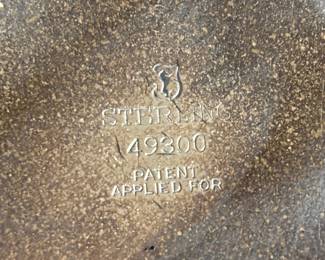 STERLING
49300
PATENT
APPLIED FOR